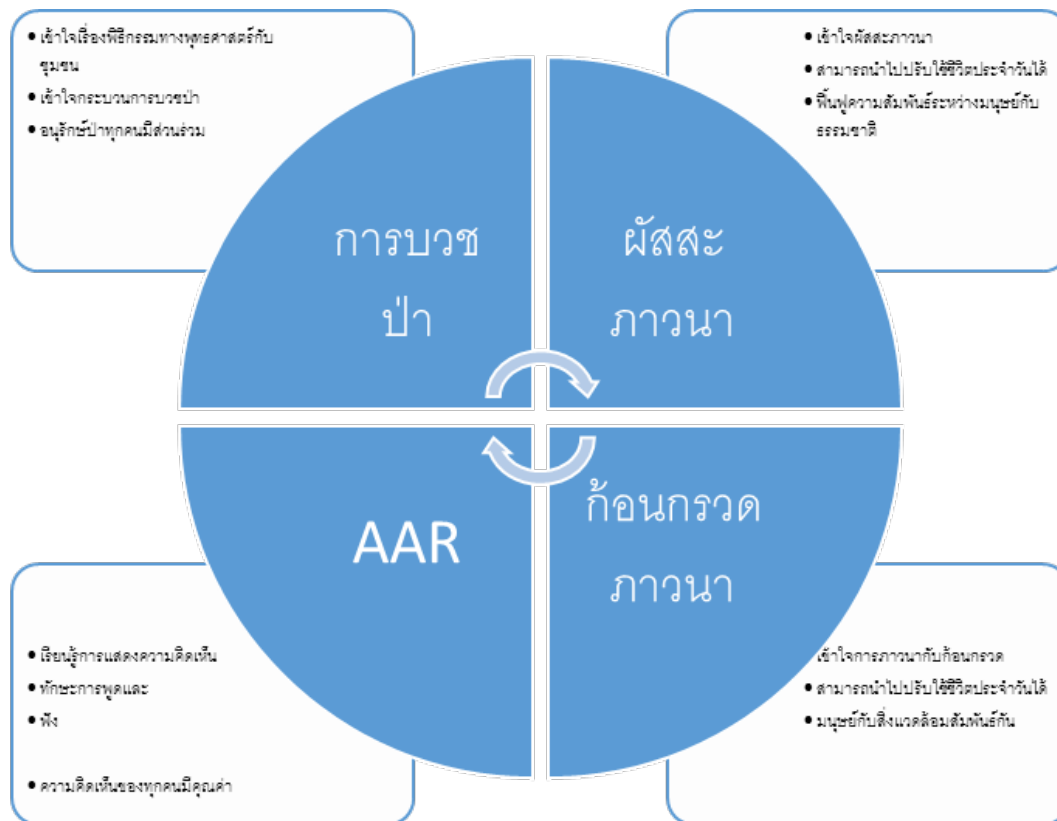 • เข้าใจเรื่องพิธีกรรมทางพุทธศาสตร์กับ
ชุมชน
• เข้าใจกระบวนการบวชป่า
• อนุรักษ์ป่าทุกคนมีส่วนร่วม
• เข้าใจผัสสะภาวนา
• สามารถนำไปปรับใช้ชีวิตประจำวันได้
• ฟื้นฟูความสัมพันธ์ระหว่างมนุษย์กับ
ธรรมชาติ
การบวช
ป่า
ผัสสะ
ภาวนา
AAR
ก้อนกรวด
ภาวนา
• เรียนรู้การแสดงความคิดเห็น
• ทักษะการพูดและ
• ฟัง
• ความคิดเห็นของทุกคนมีคุณค่า
เข้าใจการภาวนากับก้อนกรวด
• สามารถนำไปปรับใช้ชีวิตประจำวันได้
• มนุษย์กับสิ่งแวดล้อมสัมพันธ์กัน